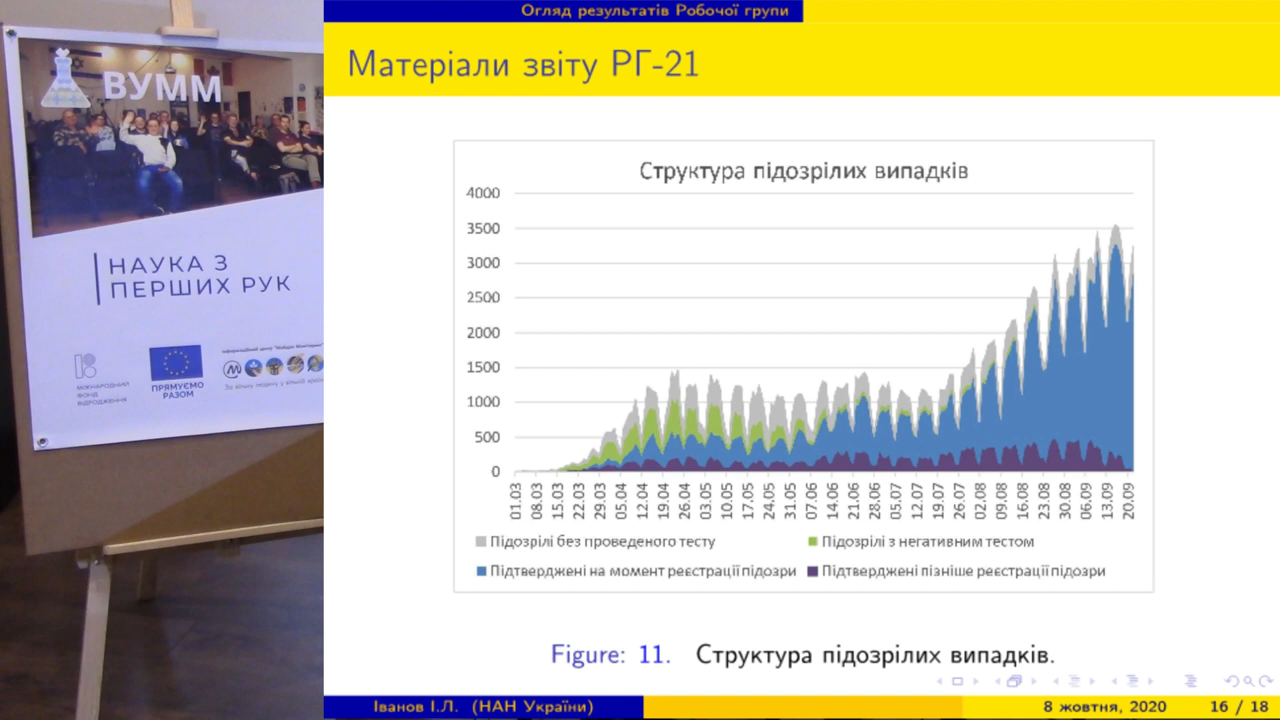 ВУММ
НАУКА З
ПЕРШИХ РУК
МІЖНАРОДНИЙ
ФОНД
ВІДРОДЖЕННЯ
ПРЯМУЄМО
РАЗОМ
Огляд результатів Робочої групи
Матеріали звіту РГ-21
Структура підозрілих випадків
4000
3500
3000
2500
2000
1500
1000
500
0
01.03 08.03 15.03 22.03 29.03 05.04 12.04 19.04 26.04 03.05 10.05 17.05 24.05 31.05 07.06 14.06 21.06 28.06 05.07 12.07 19.07 26.07 02.08 09.08 16.08 23.08 30.08 06.09 13.09 20.09
Підозрілі без проведеного тесту Підозрілі з негативним тестом
Підтверджені на момент реєстрації підозри Підтверджені пізніше реєстрації підозри
Figure: 11. Структура підозрілих випадків.
Іванов І.Л. (НАН України) 8 жовтня, 2020 16 / 18